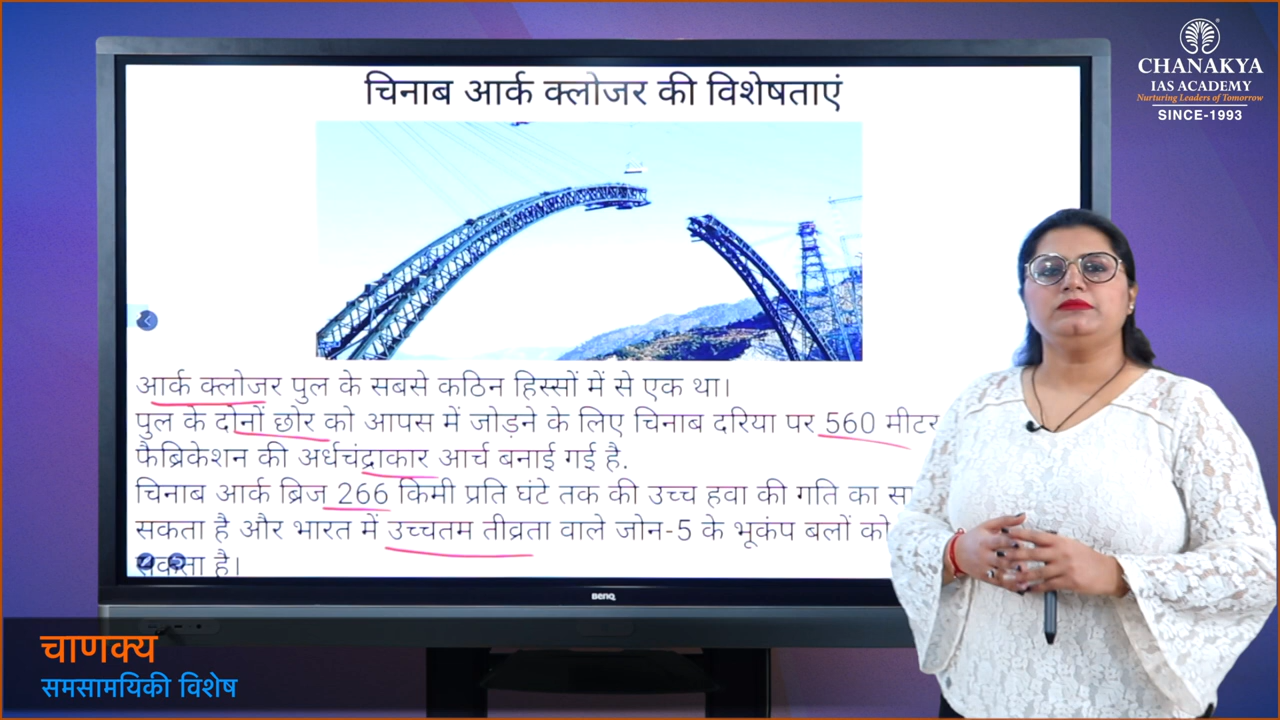 चिनाब आर्क क्लोजर की विशेषताएं
आर्क क्लोजर पुल के सबसे कठिन हिस्सों में से एक था।
पुल के दोनों छोर को आपस में जोड़ने के लिए चिनाब दरिया पर 560 मीटर
फैब्रिकेशन की अर्धचंद्राकार आर्च बनाई गई है.
चिनाब आर्क ब्रिज 266 किमी प्रति घंटे तक की उच्च हवा की गति का
सकता है और भारत में उच्चतम तीव्रता वाले जोन-5 के भूकंप बलों को
सकता है।
BenQ
CHANAKYA
IAS ACADEMY
Nurturing Leaders of Tomorrow
SINCE-1993
चाणक्य
समसामयिकी विशेष